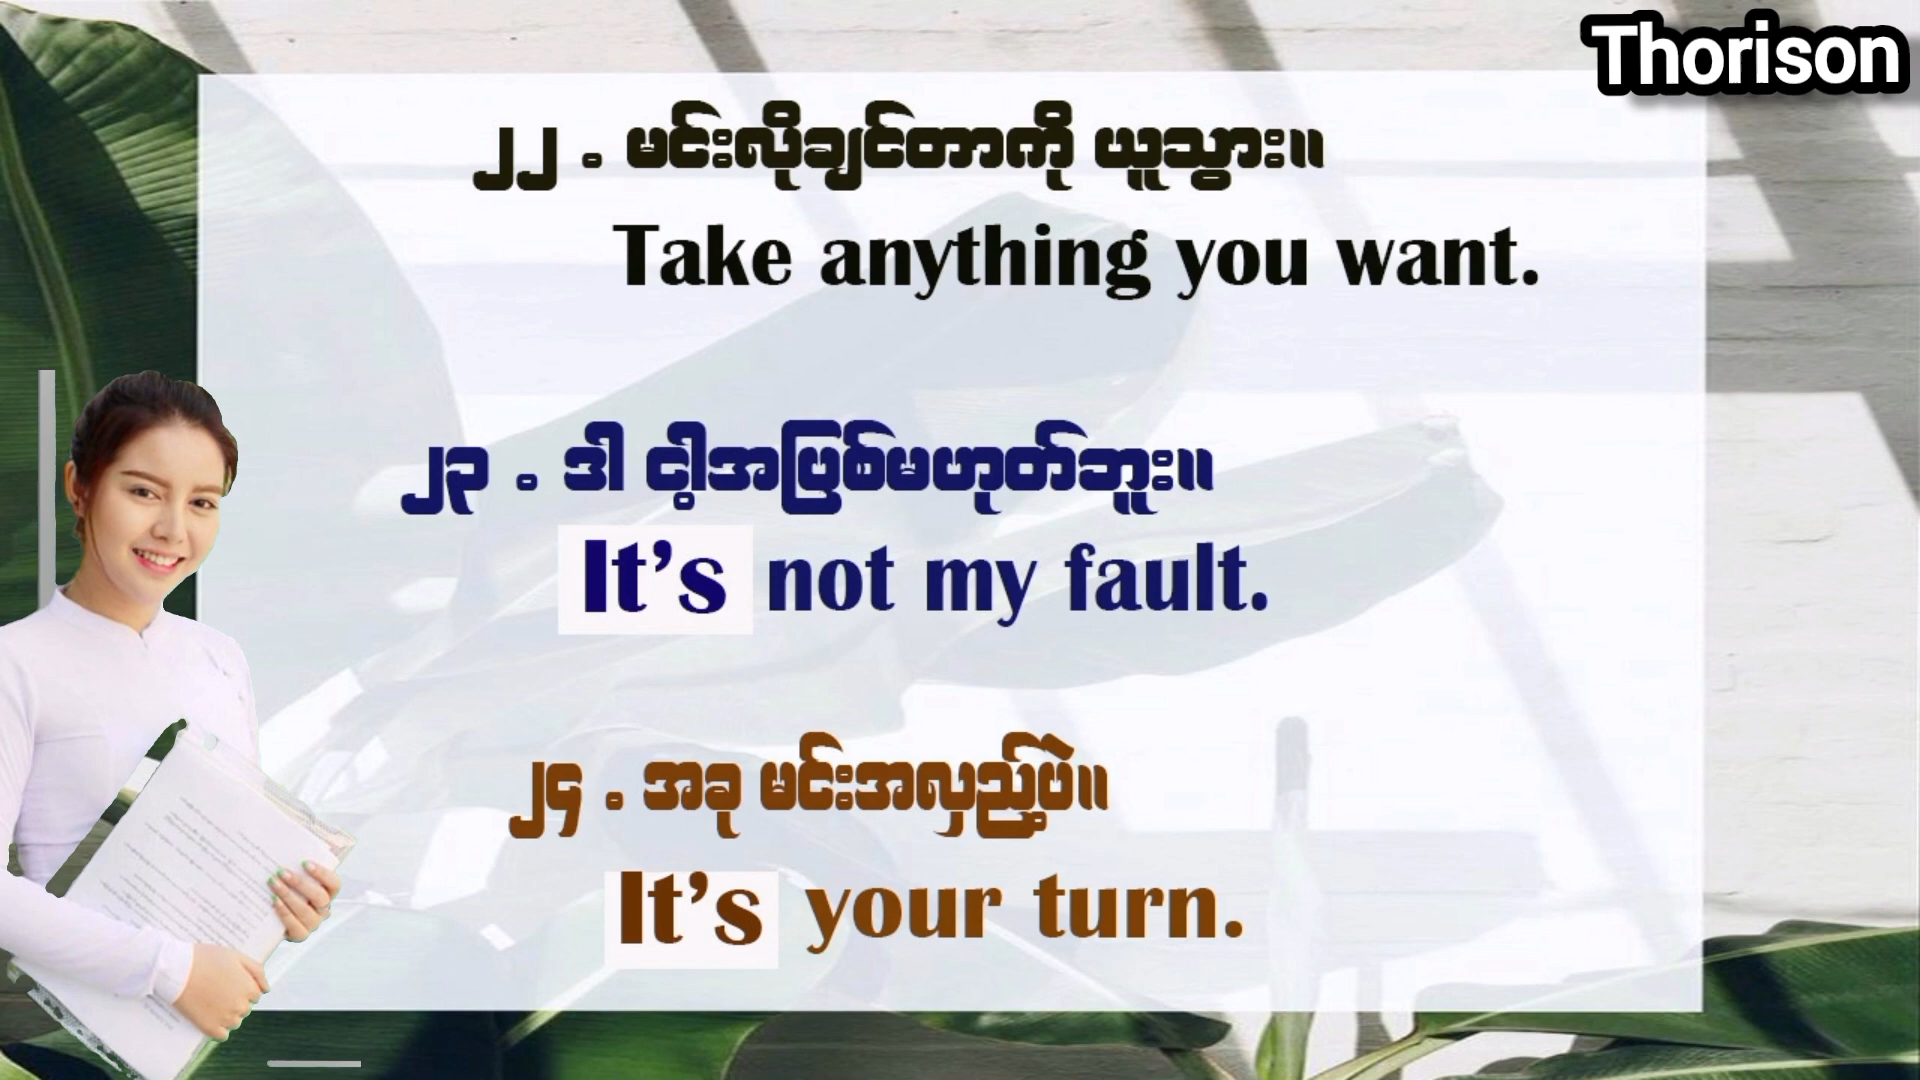 Thorison
၂၂ . မင်းလိုချင်တာကို ယူသွား။
Take anything you want.
၂၃ . ဒါ ငါ့အပြစ်မဟုတ်ဘူး။
It’s not my fault.
၂၄ . အခု မင်းအလှည့်ပဲ။
It’s your turn.